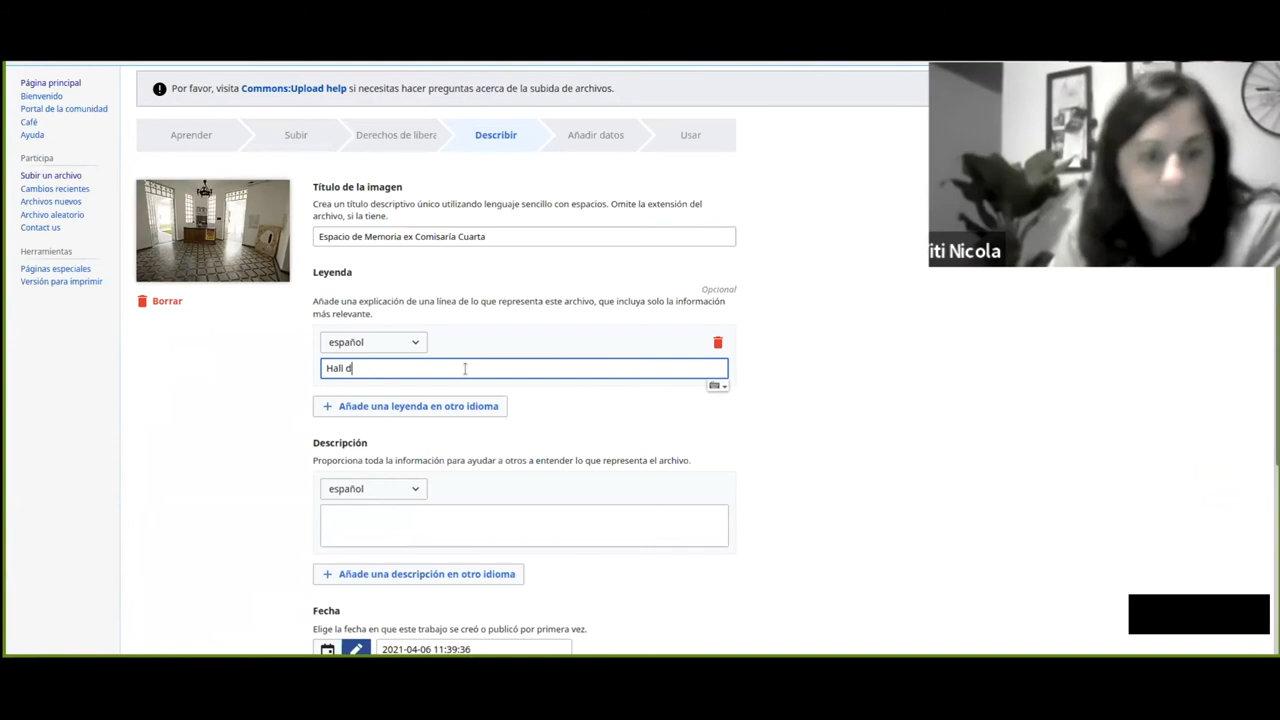 Página principal
Bienvenido
Portal de la comunidad
Café
Ayuda
Participa
Subir un archivo
Cambios recientes
Archivos nuevos
Archivo aleatorio
Contact us
Herramientas
Páginas especiales
Versión para imprimir
Por favor, visita Commons:Upload help si necesitas hacer preguntas acerca de la subida de archivos.
Aprender
Subir
Derechos de libera
Describir
Añadir datos
Usar
Borrar
Título de la imagen
Crea un título descriptivo único utilizando lenguaje sencillo con espacios. Omite la extensión del
archivo, si la tiene.
Espacio de Memoria ex Comisaría Cuarta
Leyenda
Opcional
Añade una explicación de una línea de lo que representa este archivo, que incluya solo la información
más relevante.
español
Hall d
+ Añade una leyenda en otro idioma
Descripción
Proporciona toda la información para ayudar a otros a entender lo que representa el archivo.
español
+ Añade una descripción en otro idioma
Fecha
Elige la fecha en que este trabajo se creó o publicó por primera vez.
2021-04-06 11:39:36
iti Nicola